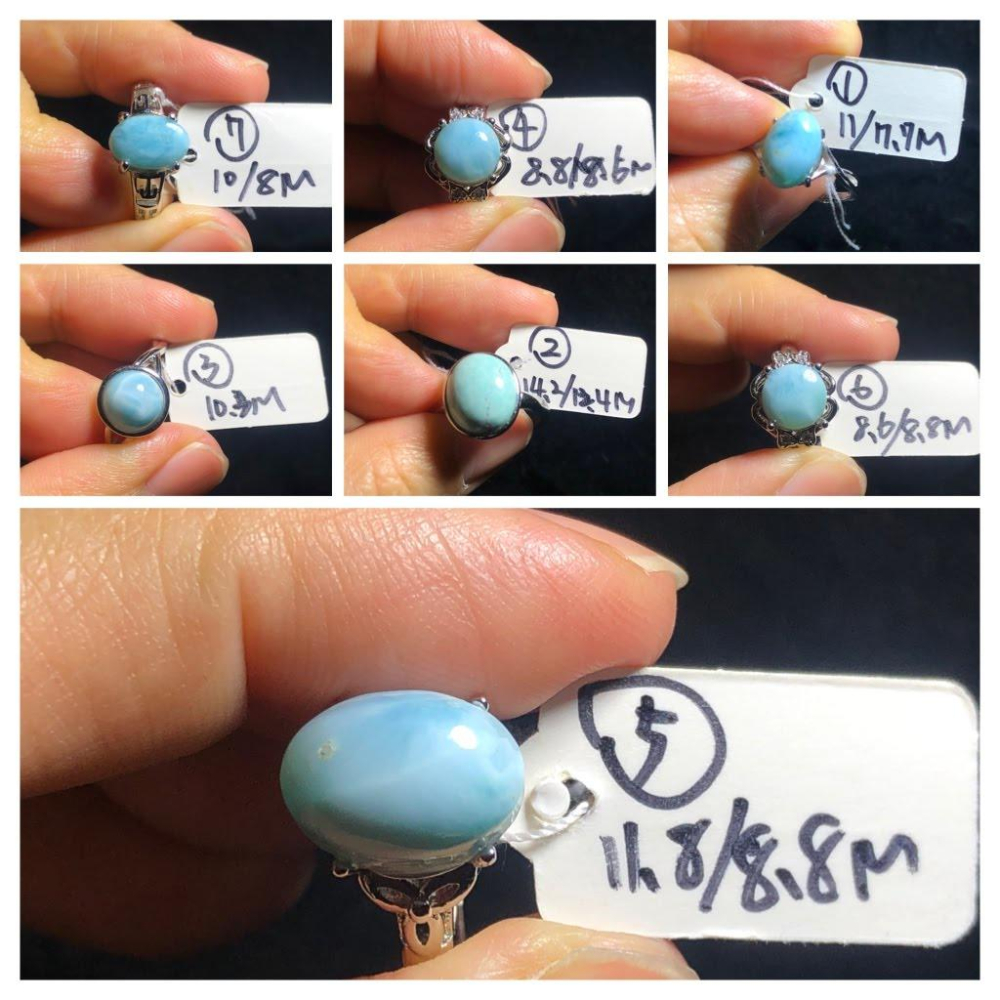 ⑦
10/8M
④
8.8/8.6M
①
11/7.7M
③
10.3M
②
14.2/12.4M
⑥
8.6/8.8M
⑤
11.8/8.8M